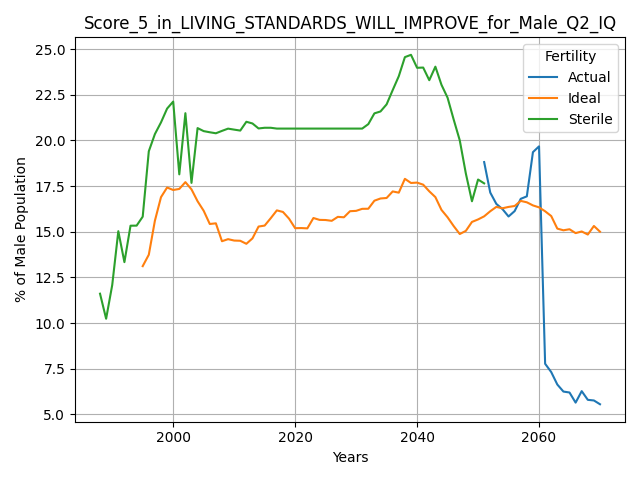 Score_5_in_LIVING_STANDARDS_WILL_IMPROVE_for_Male_Q2_IQ
Fertility
Actual
Ideal
Sterile
% of Male Population
25.0
22.5
20.0
17.5
15.0
12.5
10.0
7.5
5.0
2000
2020
2040
2060
Years